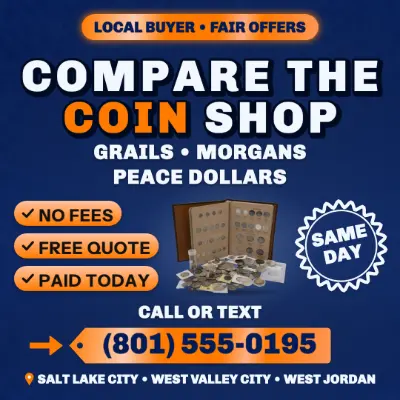 LOCAL BUYER • FAIR OFFERS
COMPARE THE
COIN SHOP
GRAILS • MORGANS
PEACE DOLLARS
NO FEES
FREE QUOTE
PAID TODAY
SAME
DAY
CALL OR TEXT
(801) 555-0195
SALT LAKE CITY • WEST VALLEY CITY • WEST JORDAN